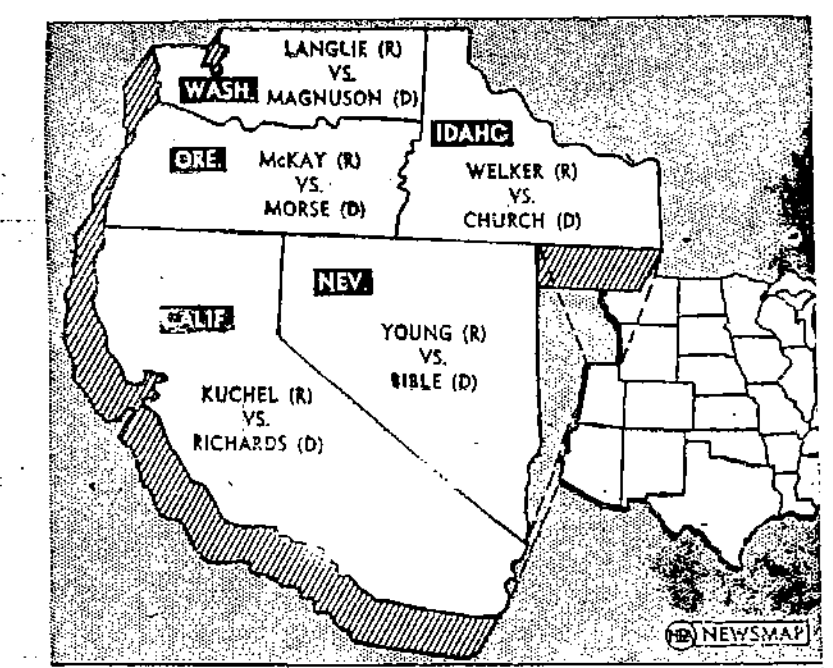 LANGLIE (R)
VS.
MAGNUSON (D)
WASH.
IDAHO
ORE.
McKAY (R)
VS.
MORSE (D)
WELKER (R)
VS.
CHURCH (D)
NEV.
CALIF.
YOUNG (R)
VS.
BIBLE (D)
KUCHEL (R)
VS.
RICHARDS (D)
NEWSMAP